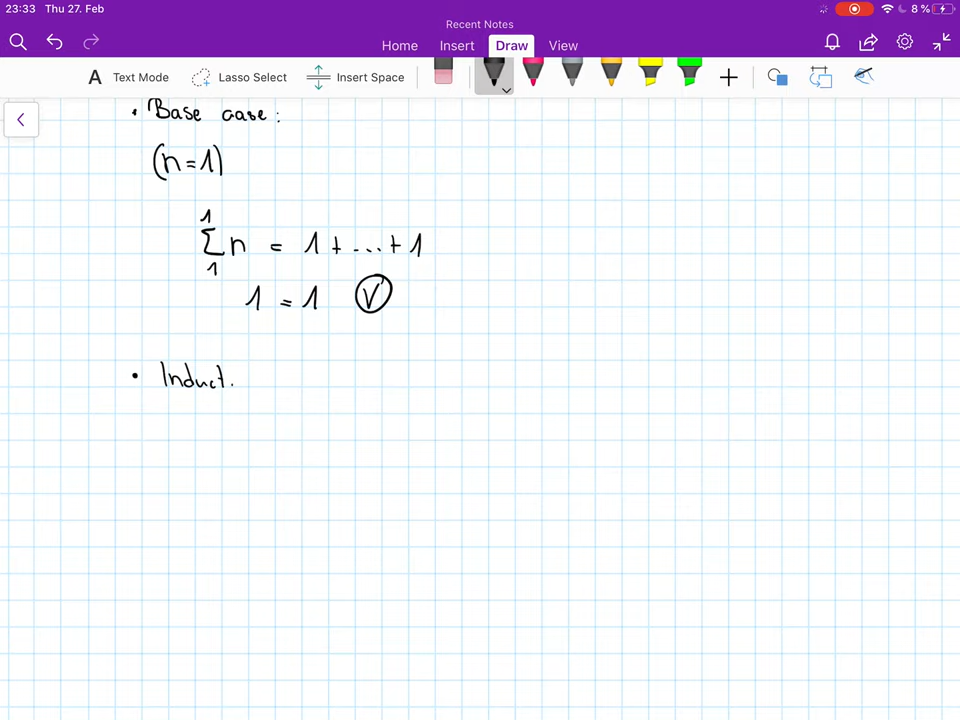 23:33 Thu 27. Feb 8 %
Recent Notes
Home Insert Draw View
A Text Mode Lasso Select Insert Space
• Base case:
(n=1)
1
Σ n = 1 + ... + 1
1
1 = 1 ✓
• Induct.